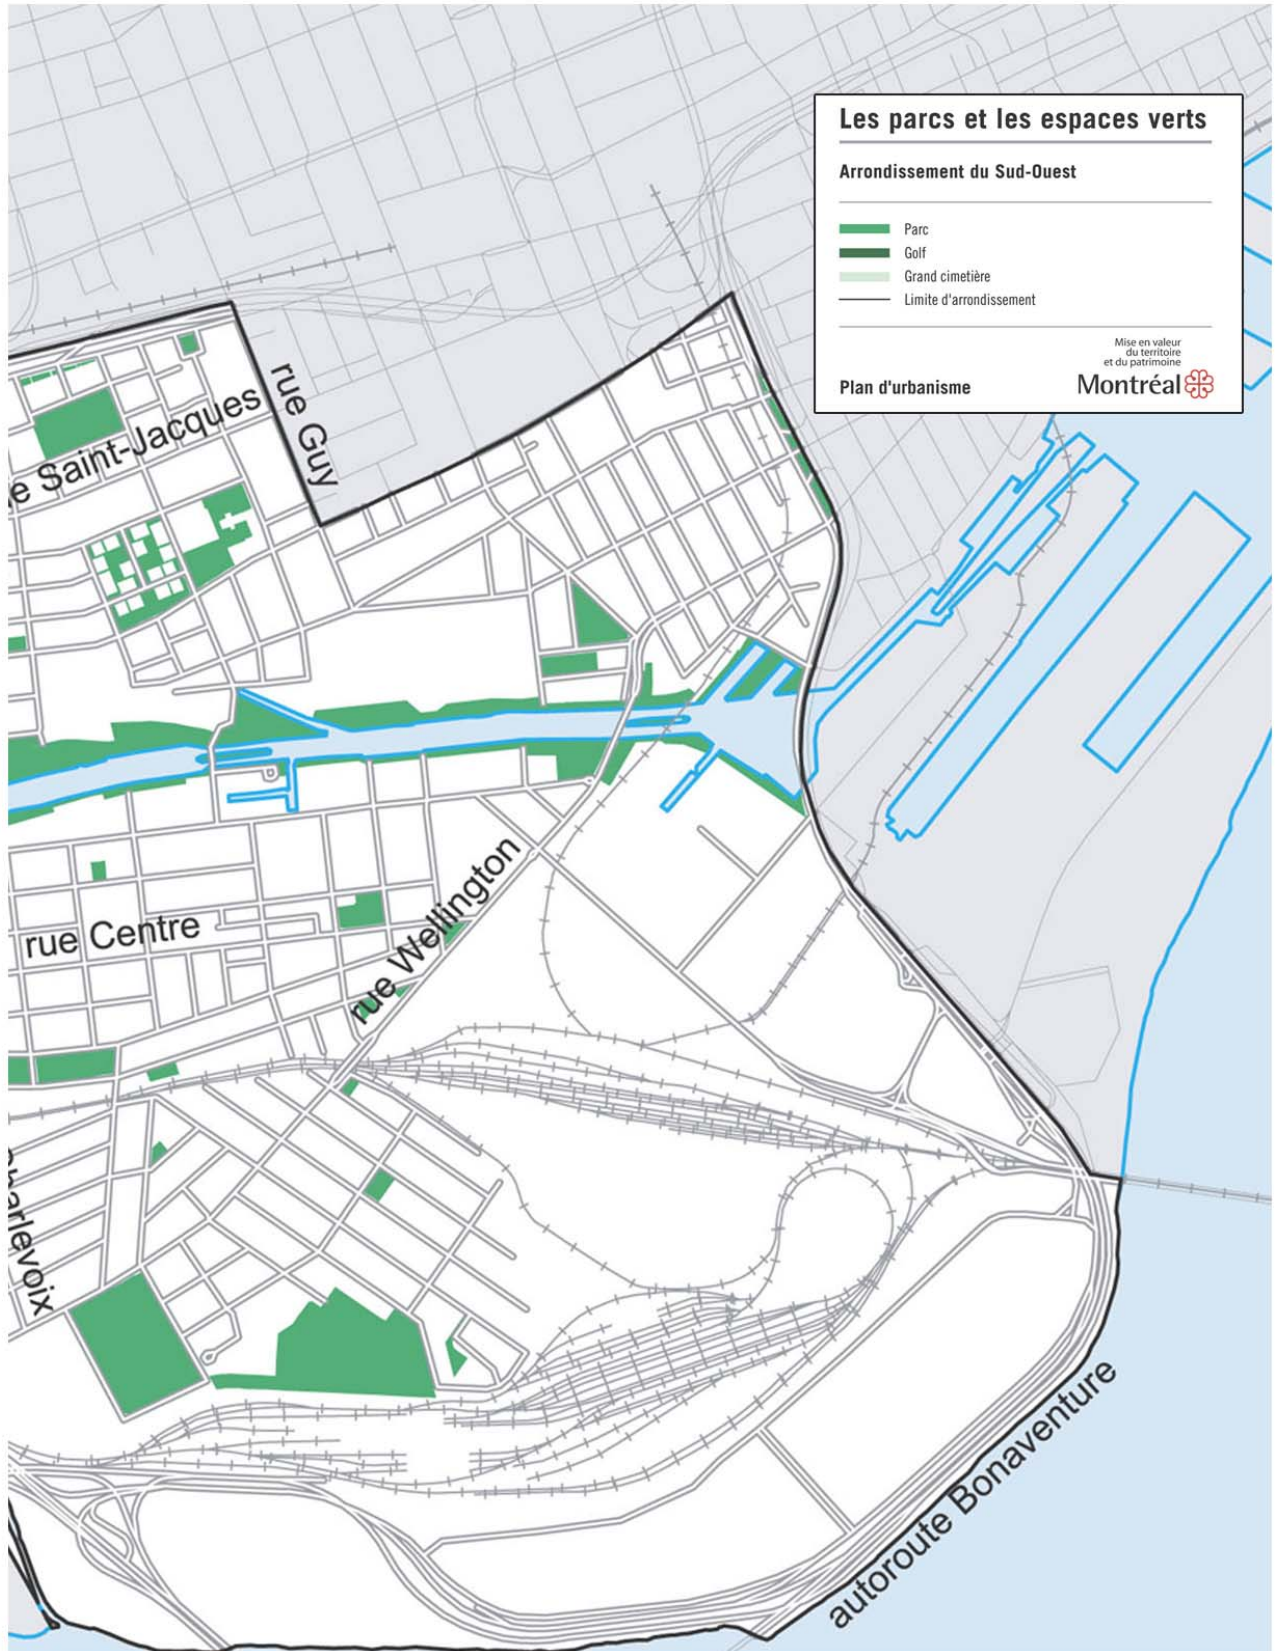 Les parcs et les espaces verts
Arrondissement du Sud-Ouest
Parc
Golf
Grand cimetière
Limite d'arrondissement
Mise en valeur
du territoire
et du patrimoine
Plan d'urbanisme
Montréal
rue Guy
e Saint-Jacques
rue Wellington
rue Centre
harlevoix
autoroute Bonaventure